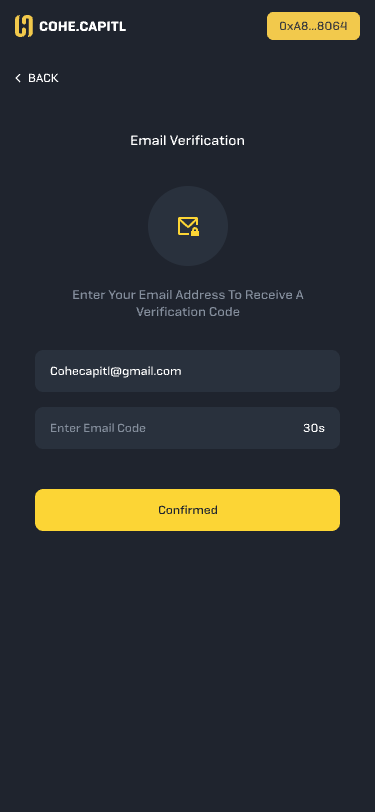 COHE.CAPITL
0xA8...8064
BACK
Email Verification
Enter Your Email Address To Receive A
Verification Code
Cohecapitl@gmail.com
Enter Email Code
30s
Confirmed